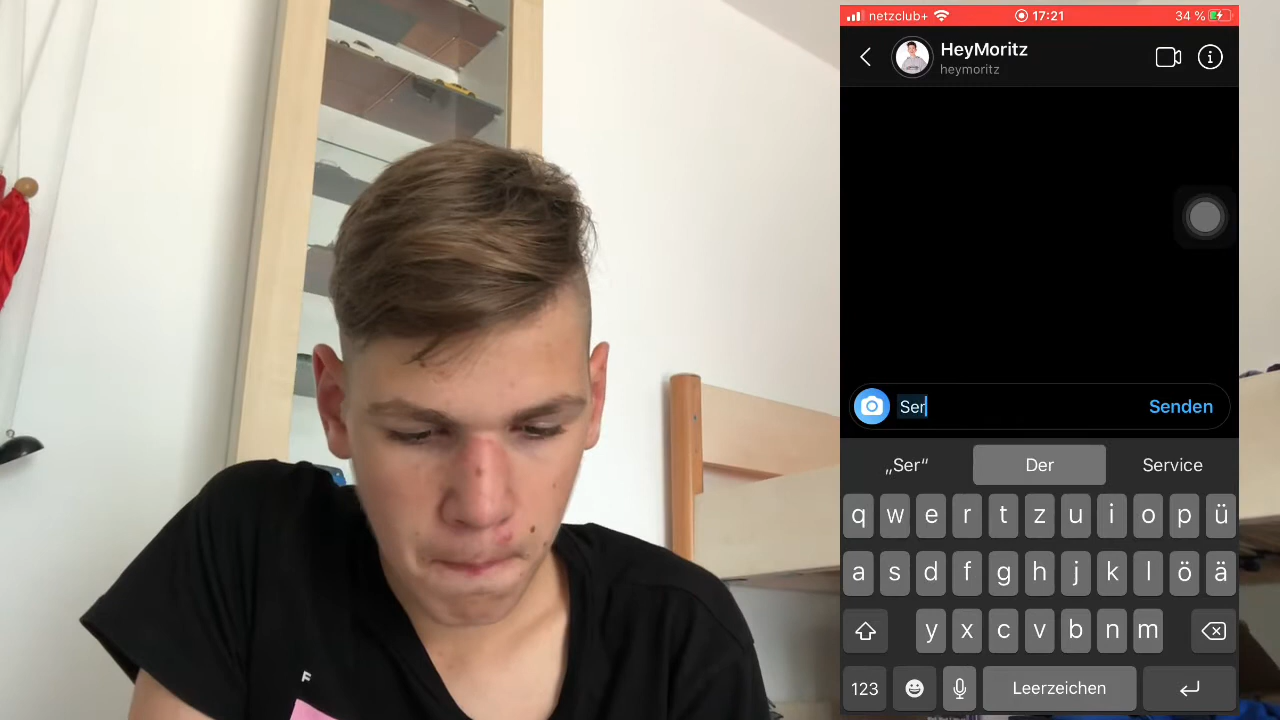 netzclub+ 17:21 34 %
HeyMoritz
heymoritz
Ser Senden
„Ser“ Der Service
q w e r t z u i o p ü
a s d f g h j k l ö ä
y x c v b n m
123 Leerzeichen
F